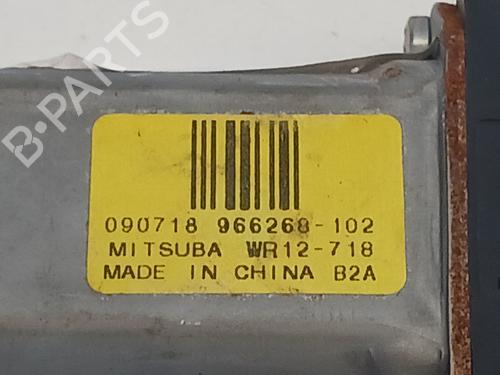 B-PARTS
090718 966268-102
MITSUBA WR12-718
MADE IN CHINA B2A